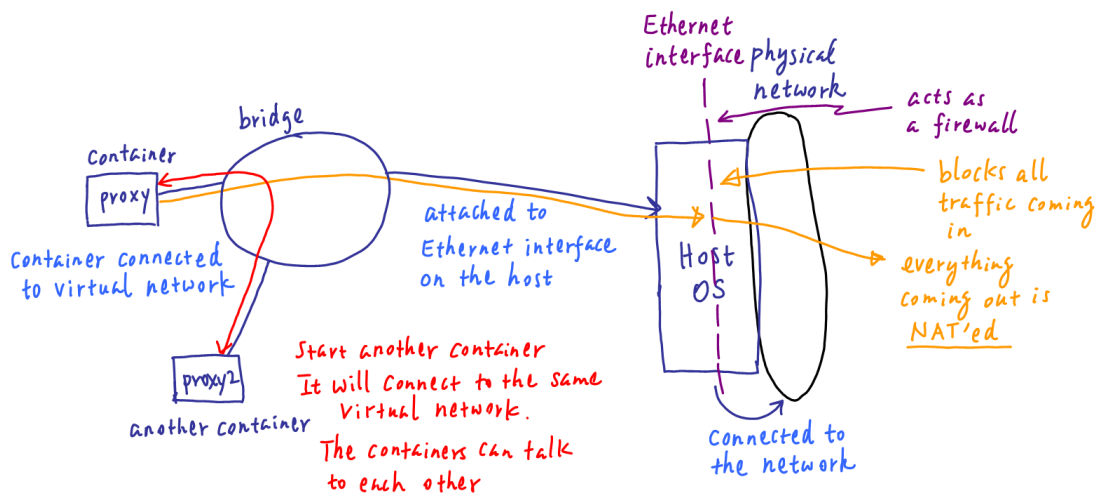 Ethernet
interface
physical
network
acts as
a firewall
bridge
container
proxy
blocks all
traffic coming
in
attached to
Ethernet interface
on the host
Container connected
to virtual network
Host
OS
everything
coming out is
NAT'ed
Start another container
It will connect to the same
virtual network.
The containers can talk
to each other
proxy2
another container
connected to
the network